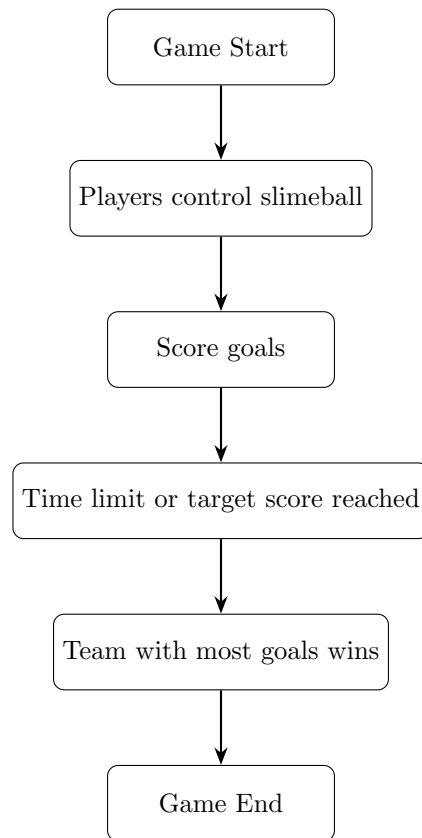 Game Start
Players control slimeball
Score goals
Time limit or target score reached
Team with most goals wins
Game End